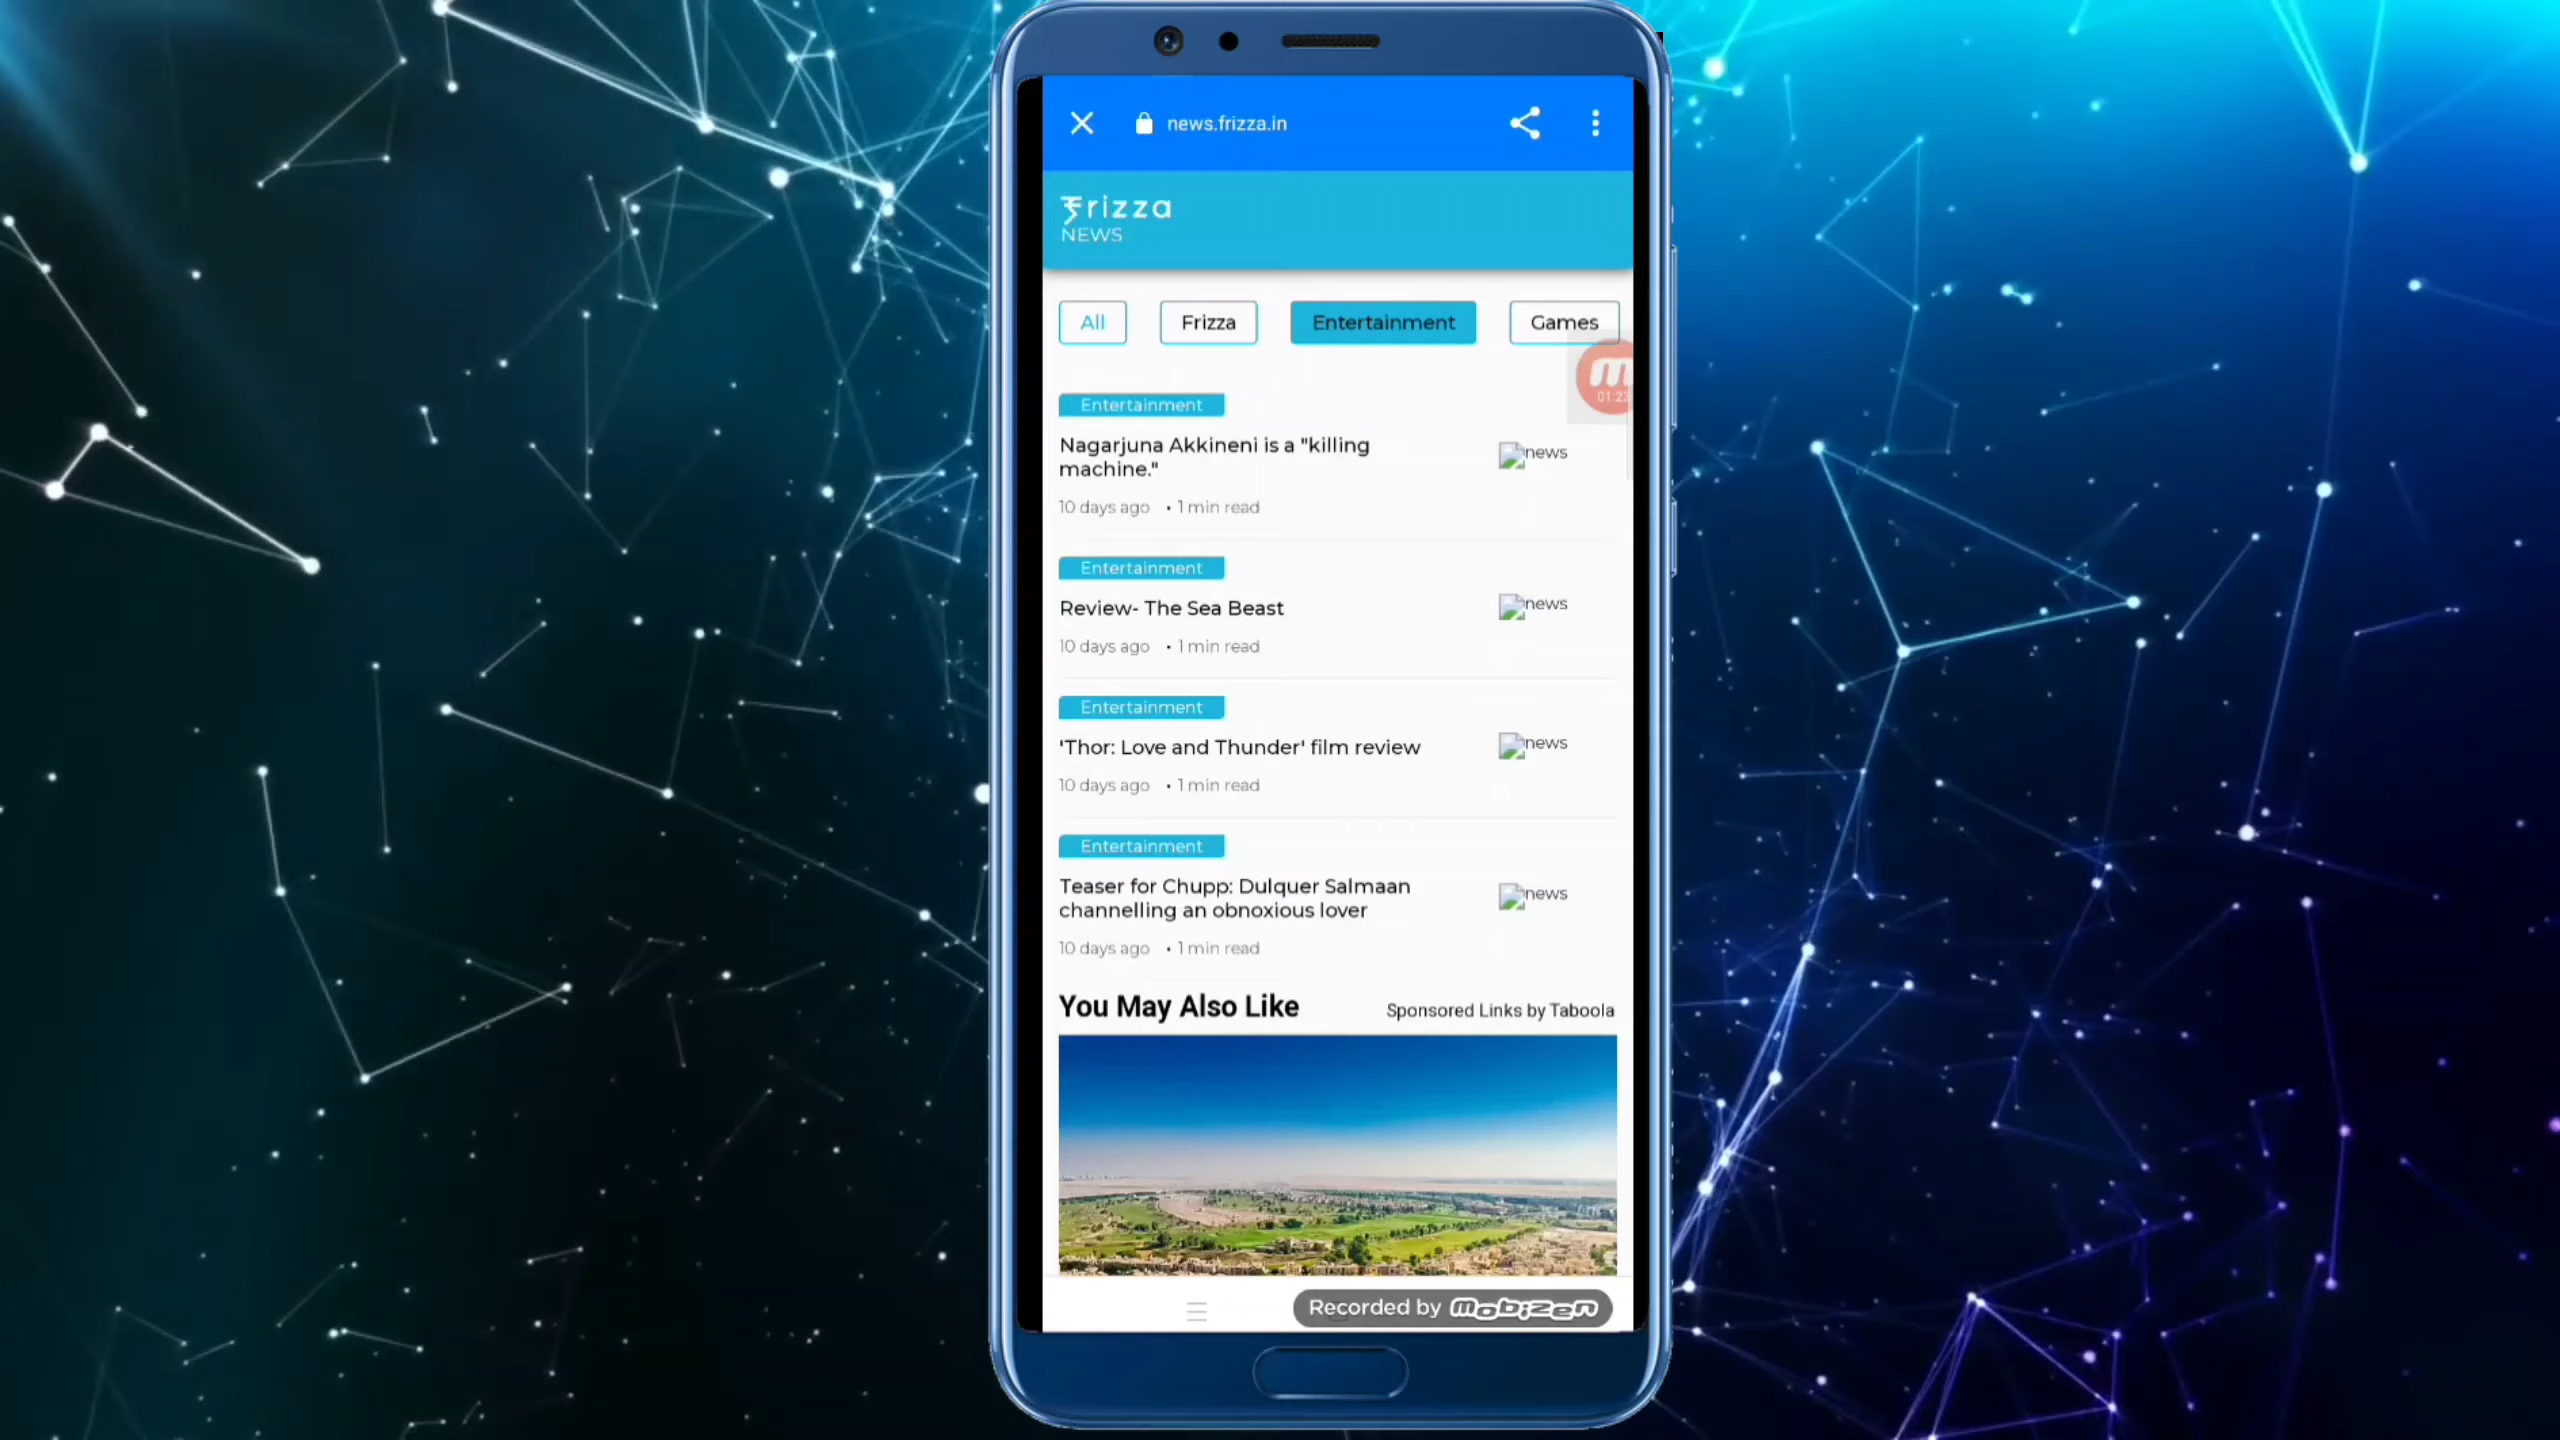 news.frizza.in
Frizza
NEWS
All
Frizza
Entertainment
Games
01:23
Entertainment
Nagarjuna Akkineni is a "killing
machine."
news
10 days ago • 1 min read
Entertainment
Review- The Sea Beast
news
10 days ago • 1 min read
Entertainment
'Thor: Love and Thunder' film review
news
10 days ago • 1 min read
Entertainment
Teaser for Chupp: Dulquer Salmaan
channelling an obnoxious lover
news
10 days ago • 1 min read
You May Also Like
Sponsored Links by Taboola
Recorded by mobizen